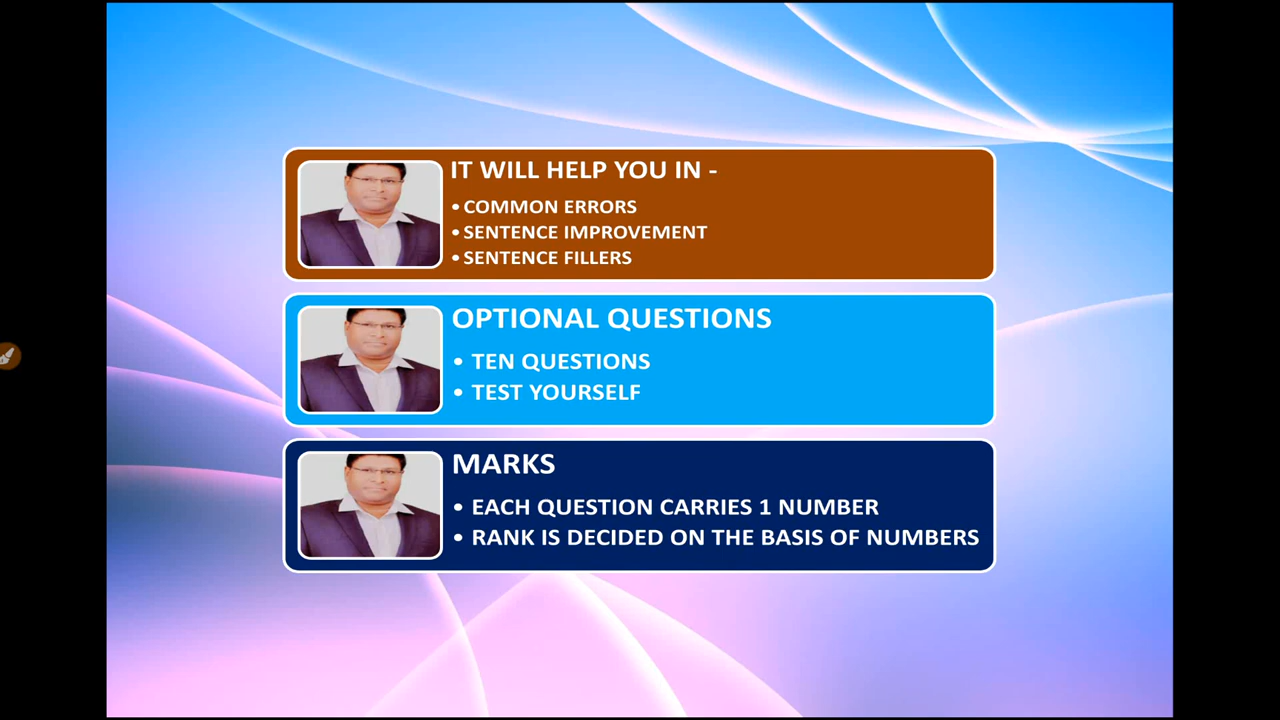 IT WILL HELP YOU IN -
• COMMON ERRORS
• SENTENCE IMPROVEMENT
• SENTENCE FILLERS
OPTIONAL QUESTIONS
• TEN QUESTIONS
• TEST YOURSELF
MARKS
• EACH QUESTION CARRIES 1 NUMBER
• RANK IS DECIDED ON THE BASIS OF NUMBERS